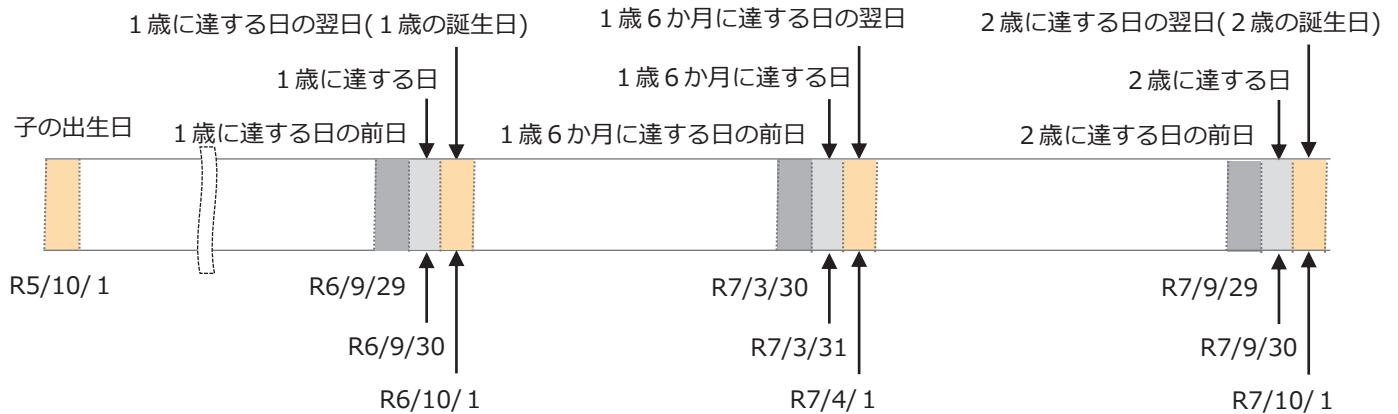 １歳に達する日の翌日(１歳の誕生日)
１歳６か月に達する日の翌日
２歳に達する日の翌日(２歳の誕生日)
１歳に達する日
１歳６か月に達する日
２歳に達する日
子の出生日
１歳に達する日の前日
１歳６か月に達する日の前日
２歳に達する日の前日
R5/10/１
R6/9/29
R7/3/30
R7/9/29
R6/9/30
R7/3/31
R7/9/30
R6/10/１
R7/4/１
R7/10/１